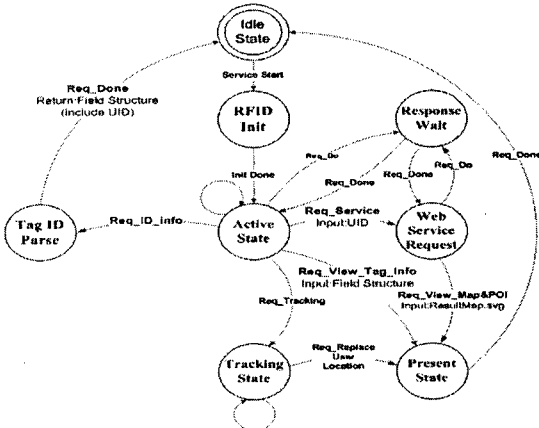 Idle
State
Service Start
Req_Done
Return:Field Structure
(Include UID)
RFID
Init
Response
Wait
Req_Do
Req_Done
Init Done
Req_Done
Req_Done
Req_Do
Tag ID
Parse
Req_ID_info
Active
State
Req_Service
Input:UID
Web
Service
Request
Req_View_Tag_Info
Input:Field Structure
Req_Tracking
Req_View_Map&POI
Input:ResultMap.svg
Tracking
State
Req_Replace
User
Location
Present
State